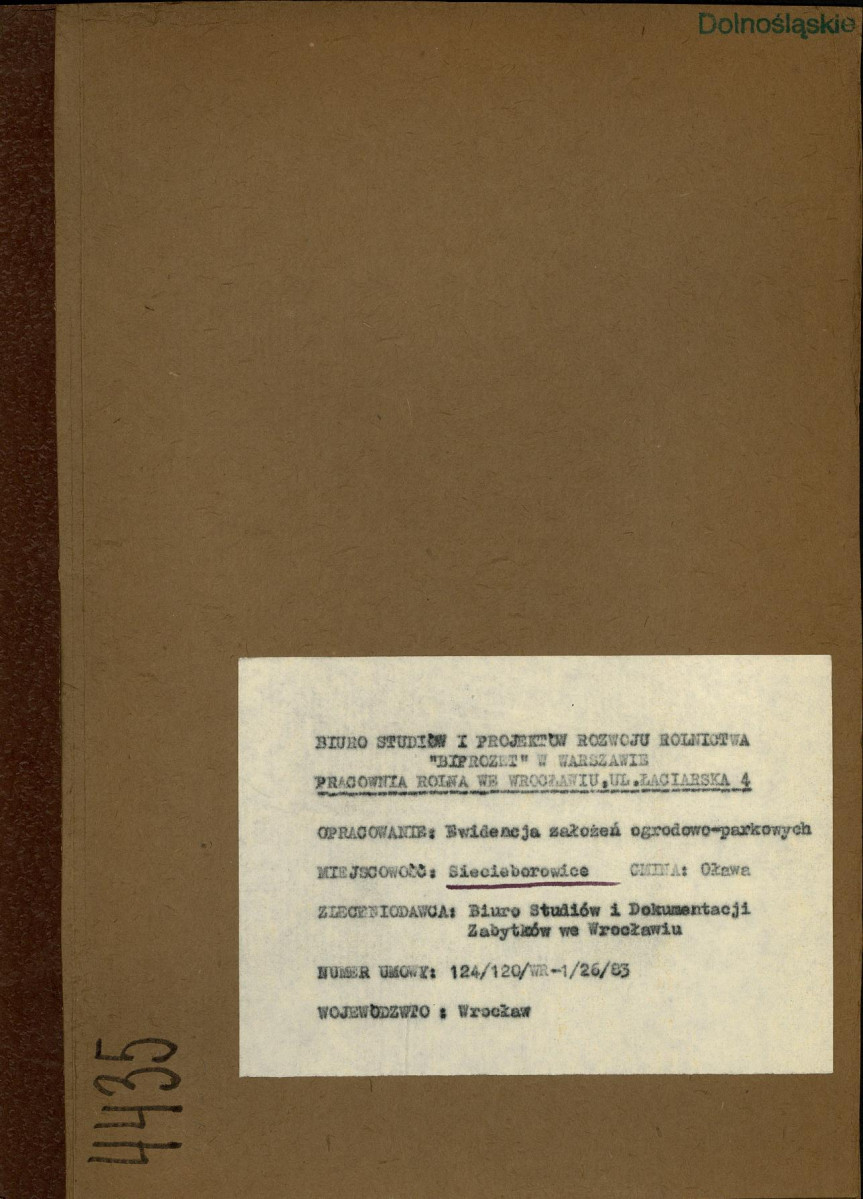 Dolnośląskie
BIURO STUDIÓW I PROJEKTÓW ROZWOJU ROLNICTWA
"BIPROZET" W WARSZAWIE
PRACOWNIA ROLNA WE WROCŁAWIU,UL.ŁACIARSKA 4
OPRACOWANIE: Ewidencja założeń ogrodowo-parkowych
MIEJSCOWOŚĆ: Siecieborowice GMINA: Oława
ZLECENIODAWCA: Biuro Studiów i Dokumentacji
Zabytków we Wrocławiu
NUMER UMOWY: 124/120/WR-1/26/83
WOJEWÓDZWTO : Wrocław
4435